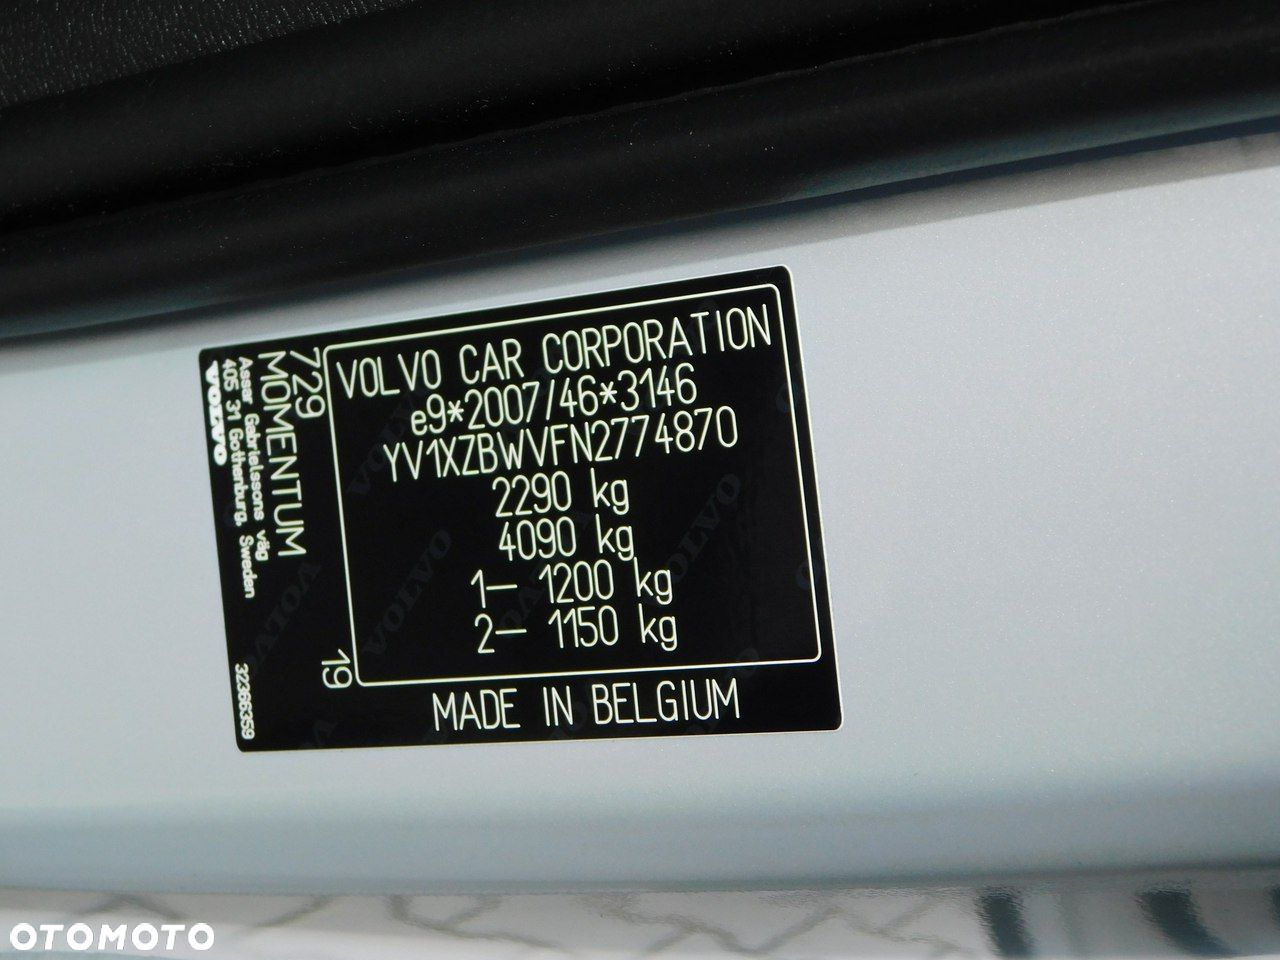 VOLVO CAR CORPORATION
e9*2007/46*3146
YV1XZBWVFN2774870
2290 kg
4090 kg
1– 1200 kg
2– 1150 kg
MADE IN BELGIUM
729
MOMENTUM
Assar Gabrielssons väg
405 31 Gothenburg, Sweden
VOLVO
19
32366359
OTOMOTO